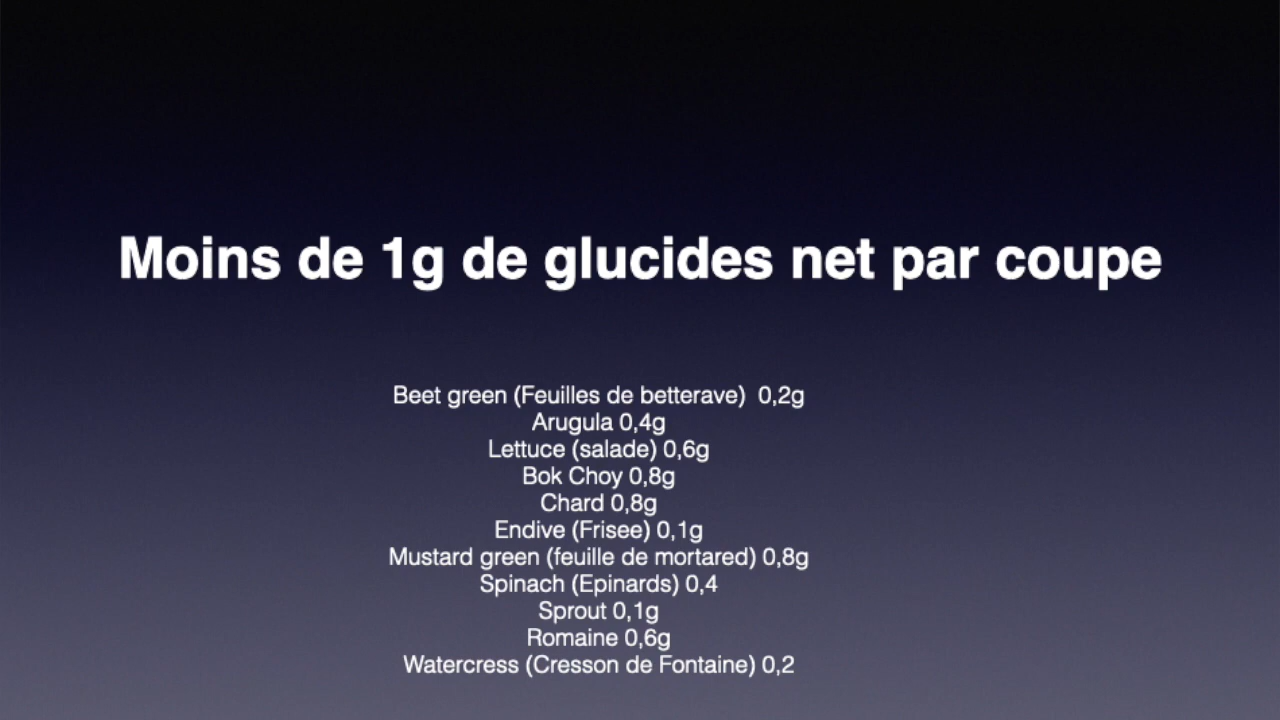 Moins de 1g de glucides net par coupe
Beet green (Feuilles de betterave)  0,2g
Arugula 0,4g
Lettuce (salade) 0,6g
Bok Choy 0,8g
Chard 0,8g
Endive (Frisee) 0,1g
Mustard green (feuille de mortared) 0,8g
Spinach (Epinards) 0,4
Sprout 0,1g
Romaine 0,6g
Watercress (Cresson de Fontaine) 0,2